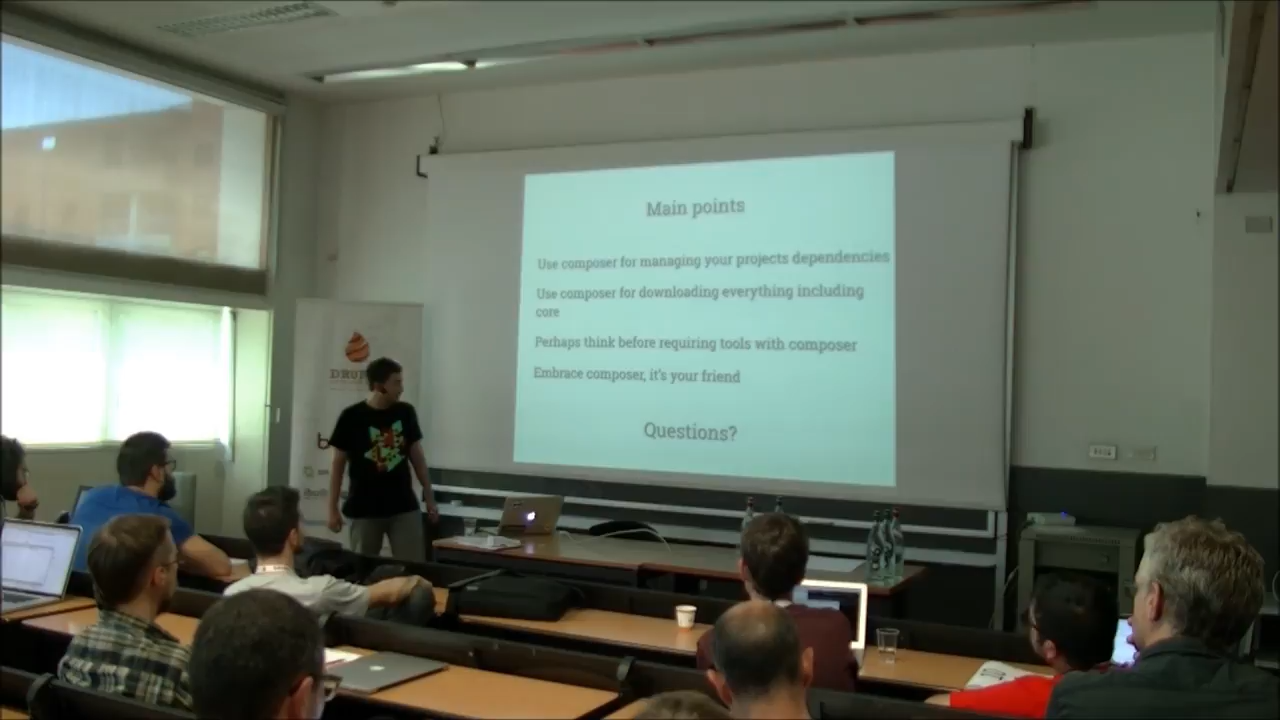 Main points
Use composer for managing your projects dependencies
Use composer for downloading everything including
core
Perhaps think before requiring tools with composer
Embrace composer, it's your friend
Questions?